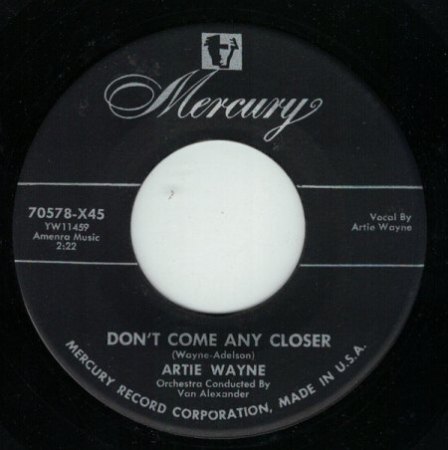 Mercury
70578-X45
YW11459
Amenra Music
2:22
Vocal By
Artie Wayne
DON'T COME ANY CLOSER
(Wayne-Adelson)
ARTIE WAYNE
Orchestra Conducted By
Van Alexander
MERCURY RECORD CORPORATION, MADE IN U.S.A.